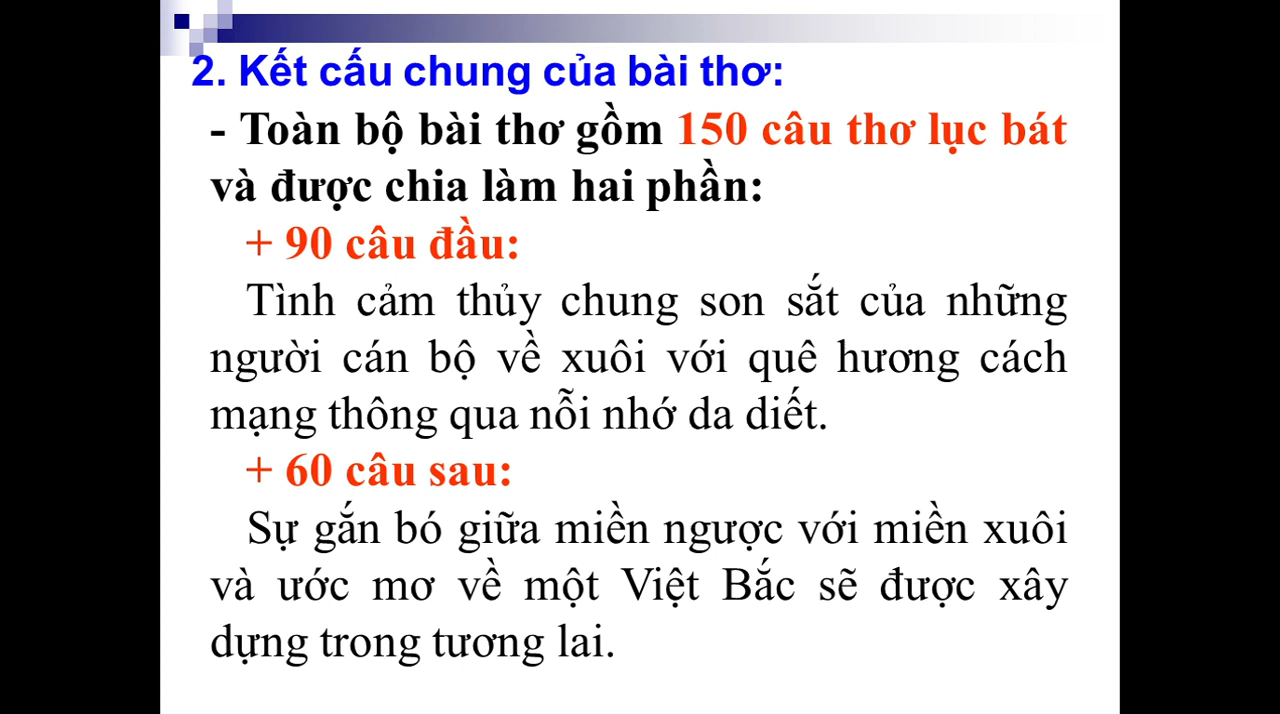 2. Kết cấu chung của bài thơ:
- Toàn bộ bài thơ gồm 150 câu thơ lục bát
và được chia làm hai phần:
+ 90 câu đầu:
Tình cảm thủy chung son sắt của những
người cán bộ về xuôi với quê hương cách
mạng thông qua nỗi nhớ da diết.
+ 60 câu sau:
Sự gắn bó giữa miền ngược với miền xuôi
và ước mơ về một Việt Bắc sẽ được xây
dựng trong tương lai.